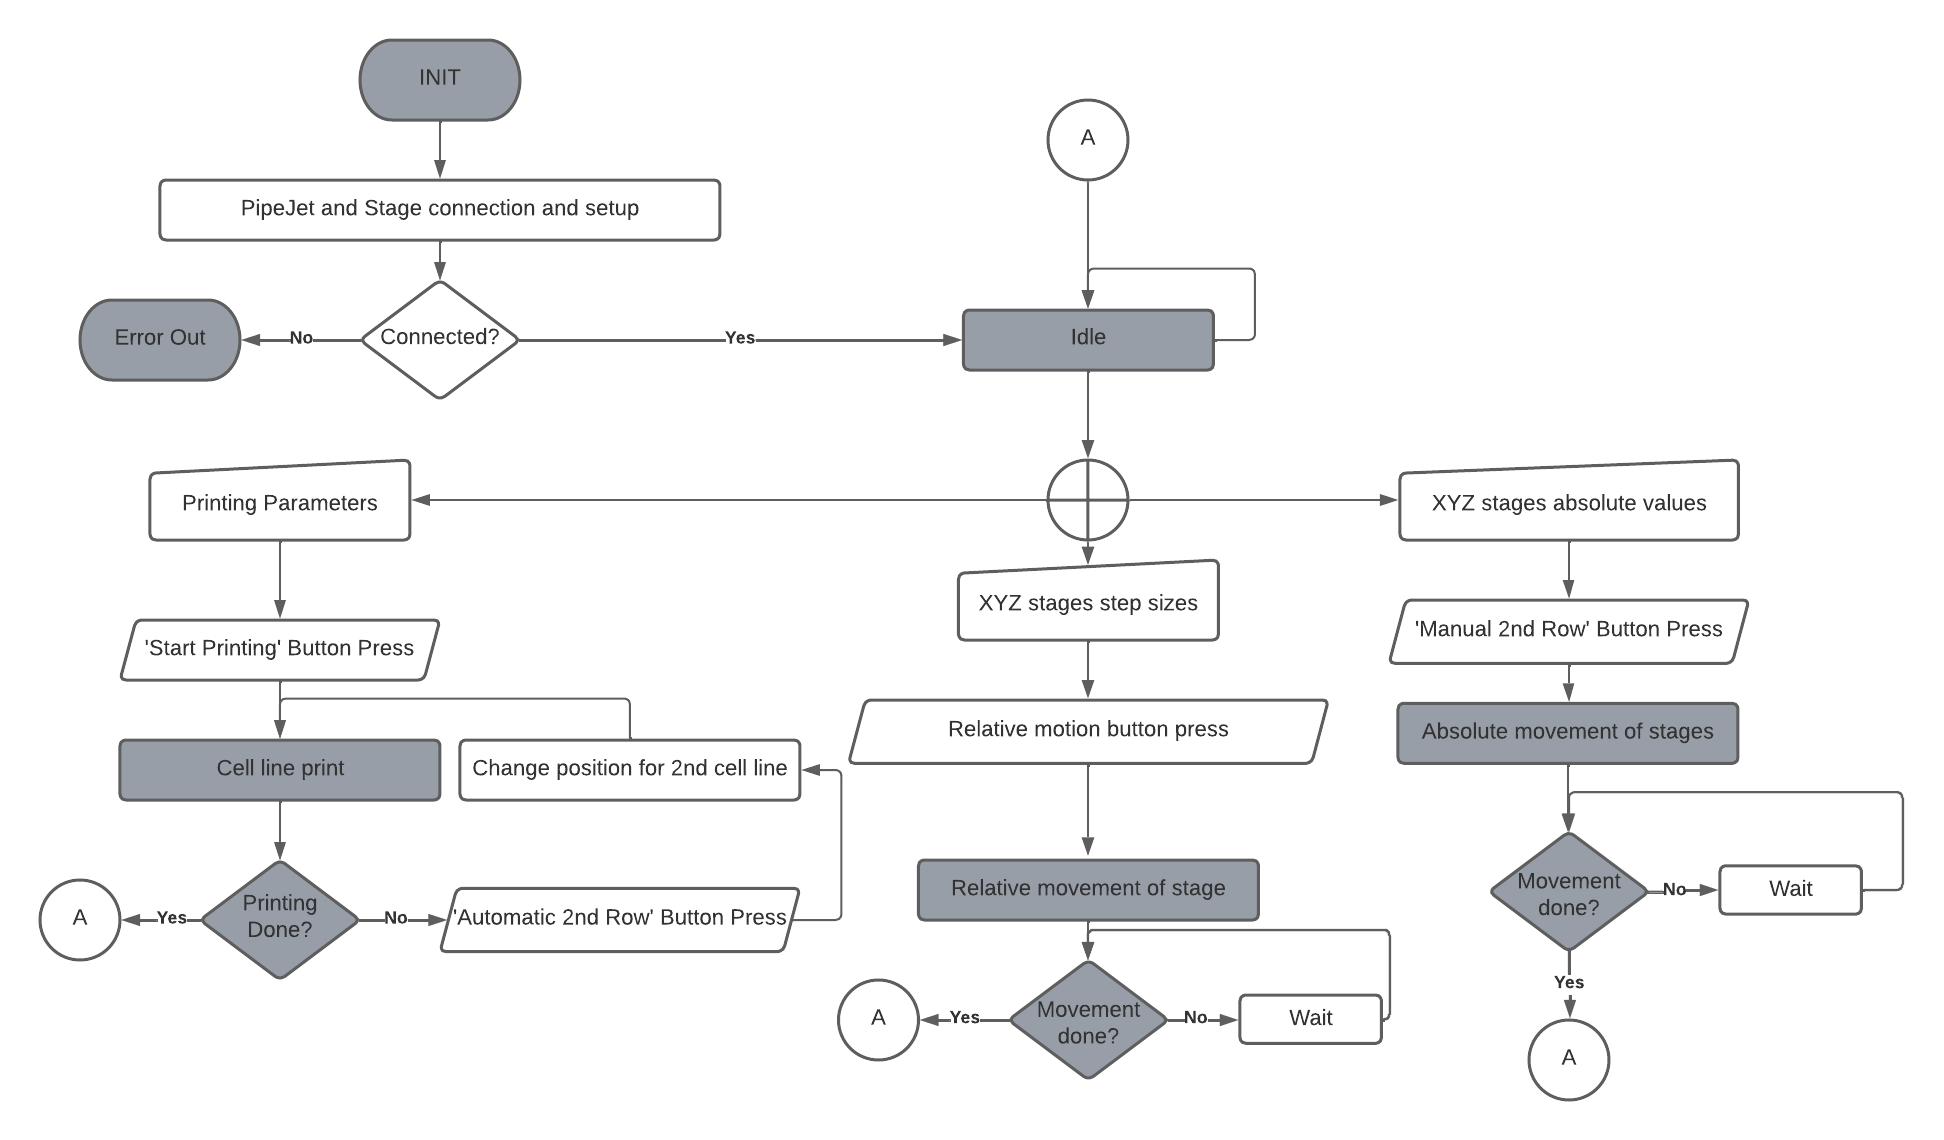 INIT
A
PipeJet and Stage connection and setup
Error Out
No
Connected?
Yes
Idle
Printing Parameters
XYZ stages absolute values
XYZ stages step sizes
'Start Printing' Button Press
'Manual 2nd Row' Button Press
Relative motion button press
Absolute movement of stages
Cell line print
Change position for 2nd cell line
A
Yes
Printing
Done?
No
'Automatic 2nd Row' Button Press
Relative movement of stage
Movement
done?
No
Wait
Yes
A
A
Yes
Movement
done?
No
Wait